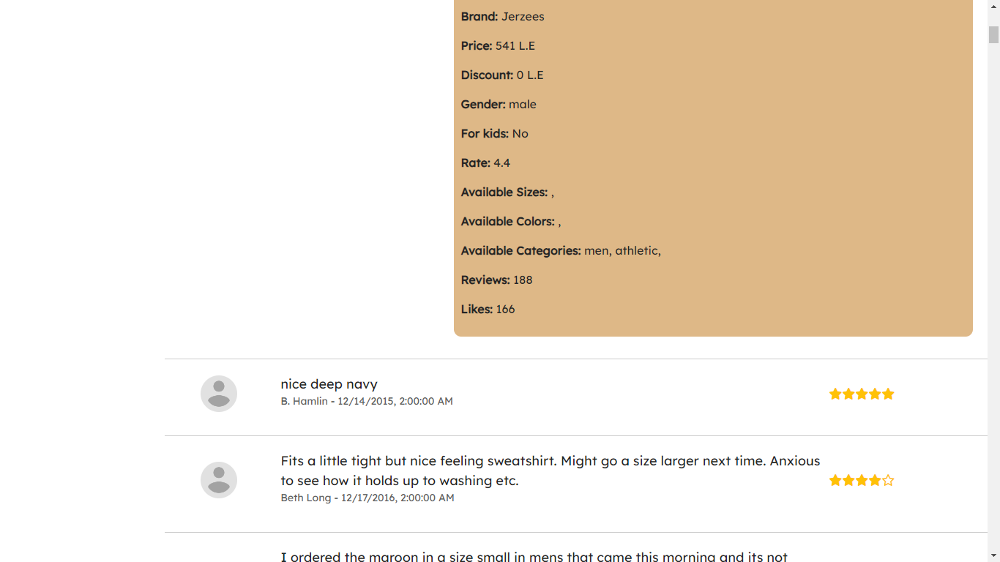 Brand: Jerzees
Price: 541 L.E
Discount: 0 L.E
Gender: male
For kids: No
Rate: 4.4
Available Sizes: ,
Available Colors: ,
Available Categories: men, athletic,
Reviews: 188
Likes: 166
nice deep navy
B. Hamlin - 12/14/2015, 2:00:00 AM
Fits a little tight but nice feeling sweatshirt. Might go a size larger next time. Anxious
to see how it holds up to washing etc.
Beth Long - 12/17/2016, 2:00:00 AM
I ordered the maroon in a size small in mens that came this morning and its not